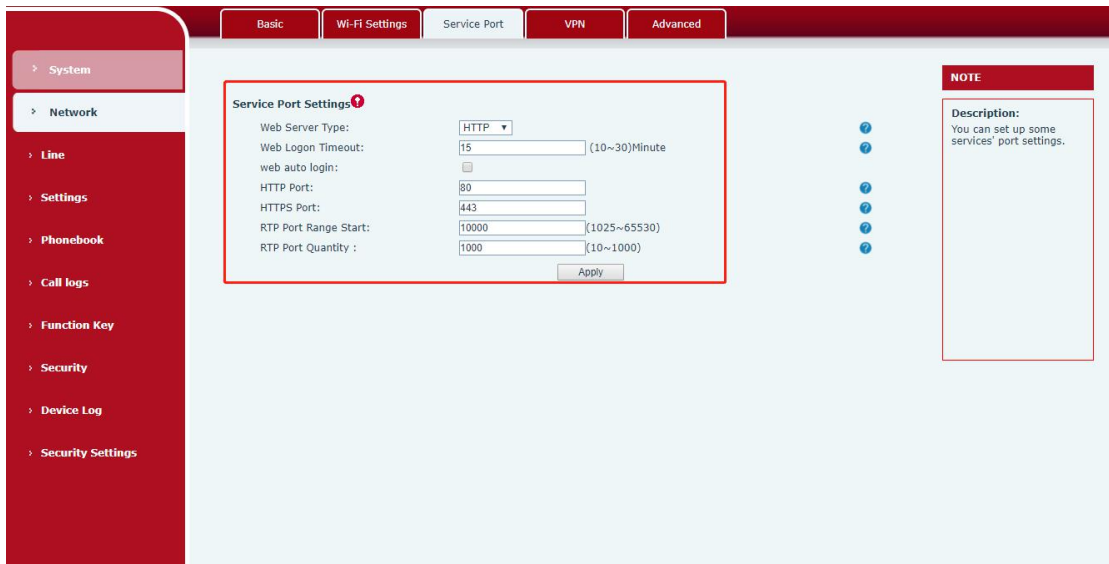 Basic
Wi-Fi Settings
Service Port
VPN
Advanced
› System
› Network
› Line
› Settings
› Phonebook
› Call logs
› Function Key
› Security
› Device Log
› Security Settings
Service Port Settings
Web Server Type: HTTP
Web Logon Timeout: 15 (10~30)Minute
web auto login:
HTTP Port: 80
HTTPS Port: 443
RTP Port Range Start: 10000 (1025~65530)
RTP Port Quantity : 1000 (10~1000)
Apply
NOTE
Description:
You can set up some
services' port settings.